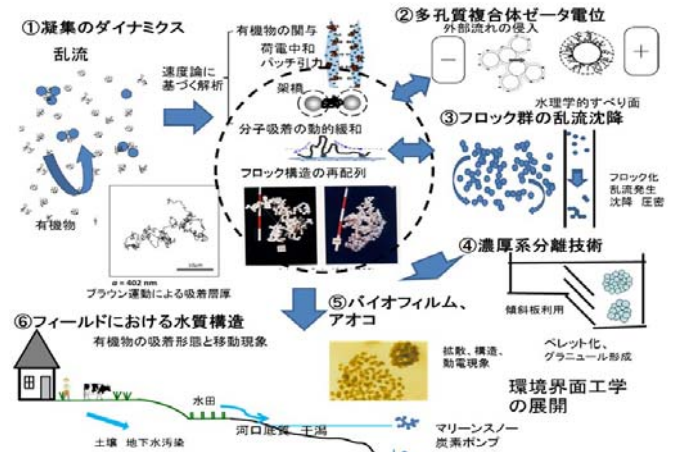 ①凝集のダイナミクス
乱流
速度論に
基づく解析
有機物
a = 402 nm
ブラウン運動による吸着層厚
有機物の関与
荷電中和
パッチ引力
架橋
分子吸着の動的緩和
フロック構造の再配列
②多孔質複合体ゼータ電位
外部流れの侵入
－
＋
水理学的すべり面
③フロック群の乱流沈降
フロック化
乱流発生
沈降 圧密
④濃厚系分離技術
傾斜板利用
ペレット化、
グラニュール形成
⑤バイオフィルム、
アオコ
拡散、構造、
動電現象
環境界面工学
の展開
⑥フィールドにおける水質構造
有機物の吸着形態と移動現象
水田
土壌 地下水汚染
河口底質 干潟
マリーンスノー
炭素ポンプ